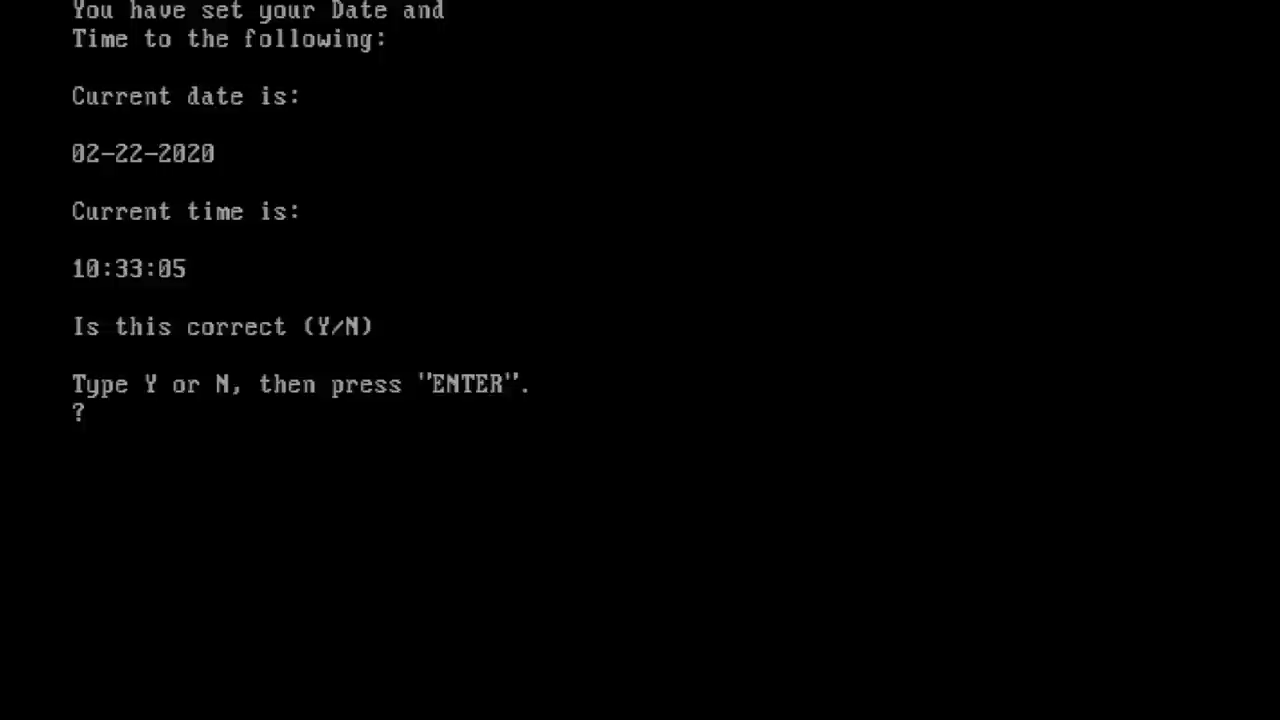 You have set your Date and
Time to the following:
Current date is:
02-22-2020
Current time is:
10:33:05
Is this correct (Y/N)
Type Y or N, then press "ENTER".
?